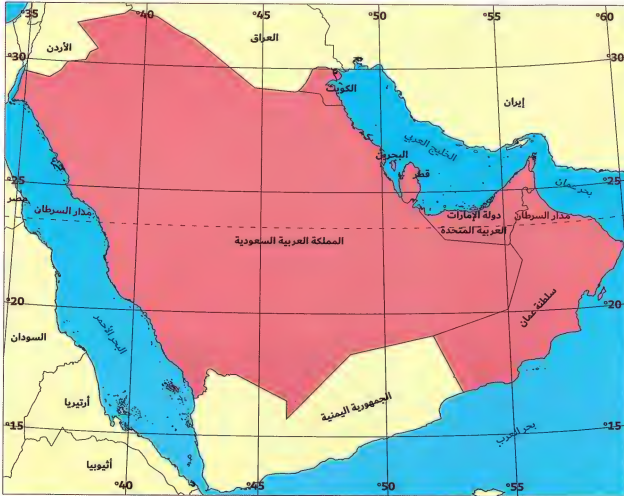 °35 °40 °45 °50 °55 °60
الأردن
العراق
°30 °30
الكويت
إيران
الخليج العربي
البحرين
قطر
°25 °25
بحر عمان
مصر
مدار السرطان
دولة الإمارات
العربية المتحدة
مدار السرطان
المملكة العربية السعودية
سلطنة عمان
°20 °20
البحر الأحمر
السودان
الجمهورية اليمنية
أرتيريا
°15 °15
بحر العرب
أثيوبيا
°40 °45 °50 °55